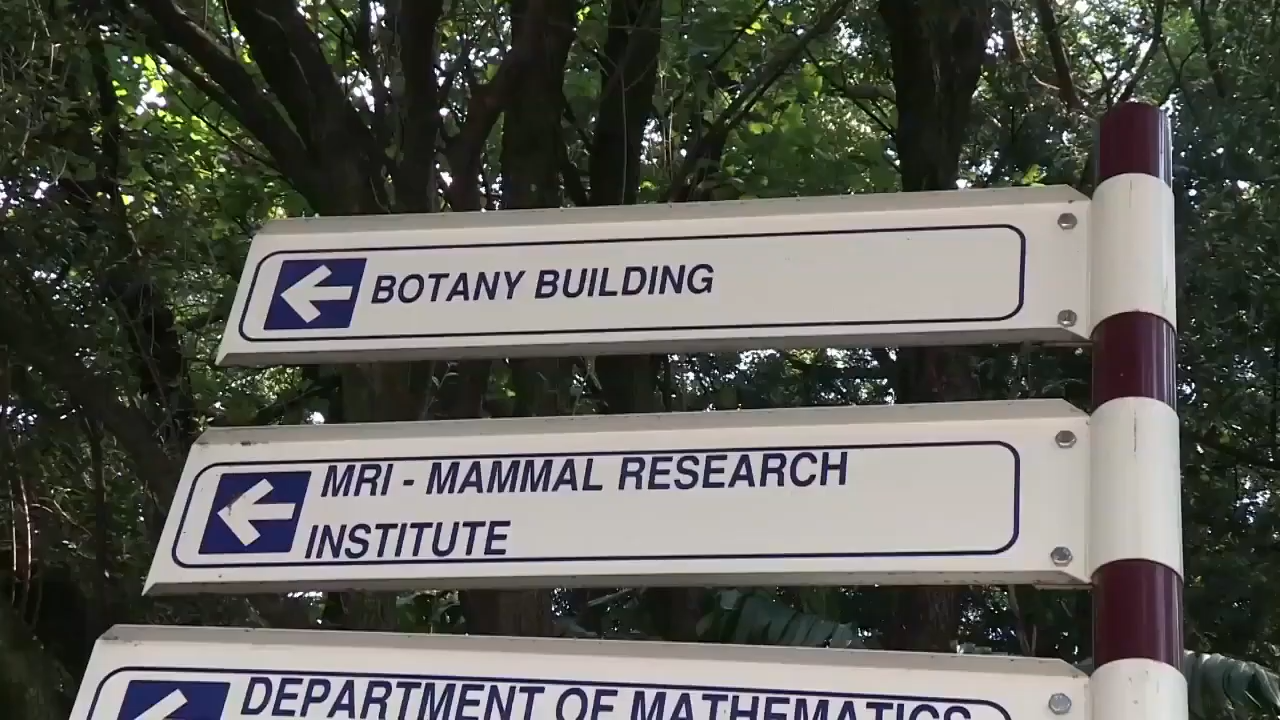 BOTANY BUILDING
MRI - MAMMAL RESEARCH
INSTITUTE
DEPARTMENT OF MATHEMATICS